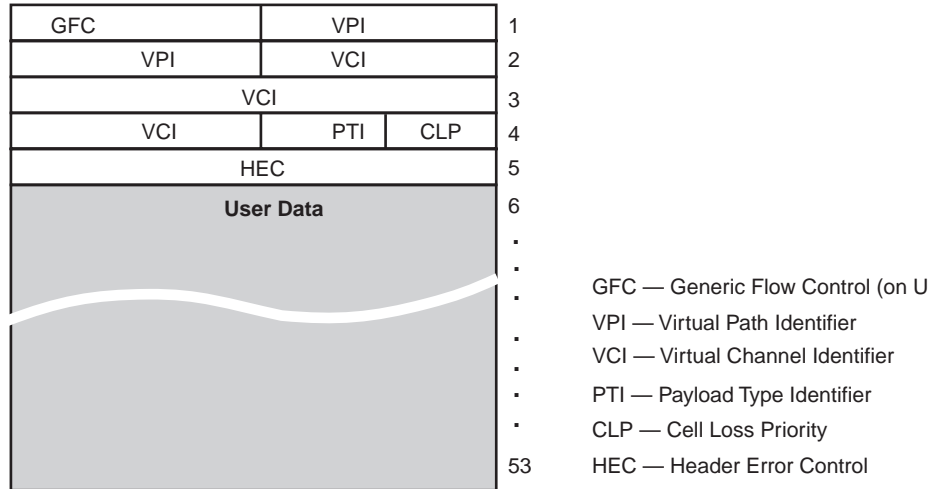 GFC VPI 1
VPI VCI 2
VCI 3
VCI PTI CLP 4
HEC 5
User Data 6
GFC — Generic Flow Control (on U
VPI — Virtual Path Identifier
VCI — Virtual Channel Identifier
PTI — Payload Type Identifier
CLP — Cell Loss Priority
53 HEC — Header Error Control